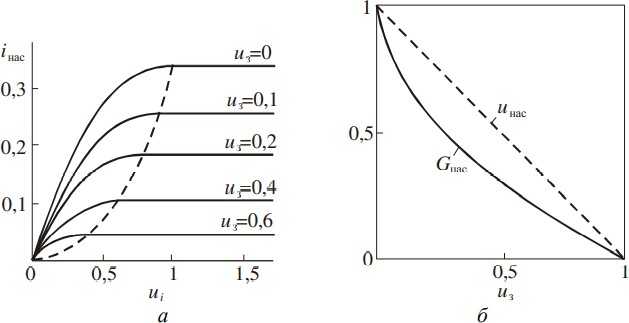 iнас
0,3
0,2
0,1
0
0,5
1
1,5
ui
uз=0
uз=0,1
uз=0,2
uз=0,4
uз=0,6
а
1
0,5
0
uнас
Gнас
0,5
1
uз
б